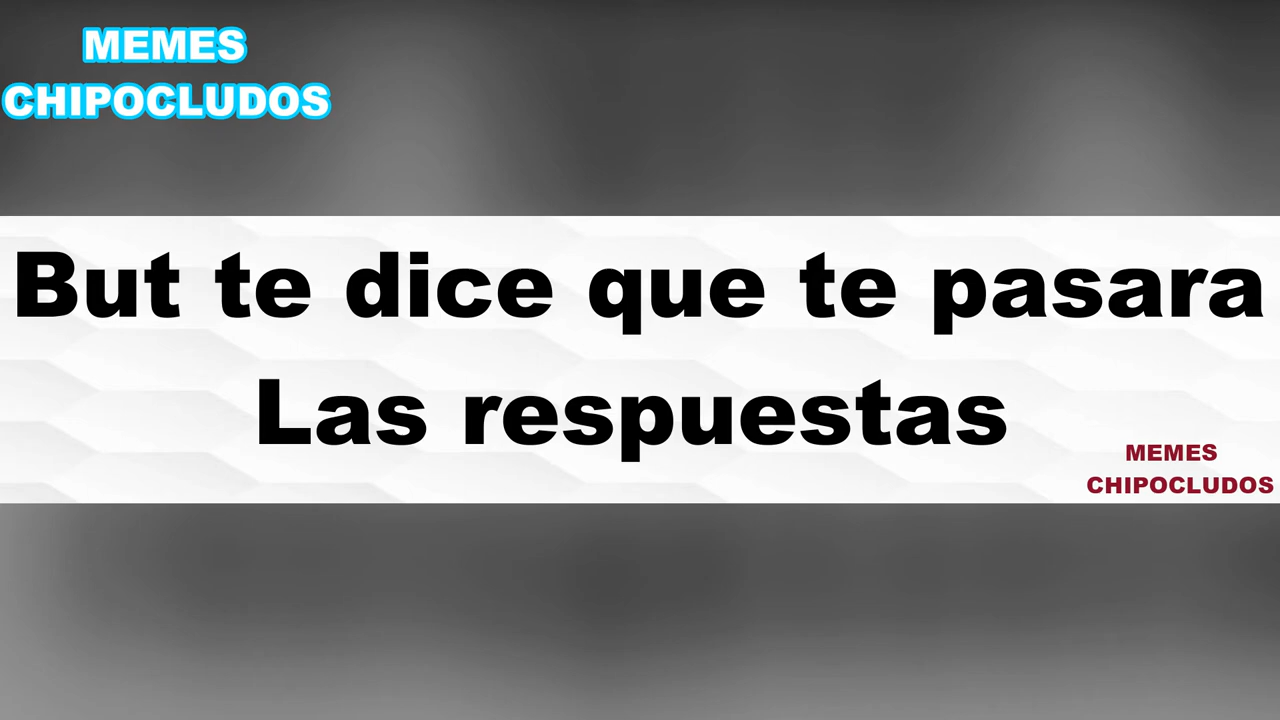 MEMES
CHIPOCLUDOS
But te dice que te pasara
Las respuestas
MEMES
CHIPOCLUDOS